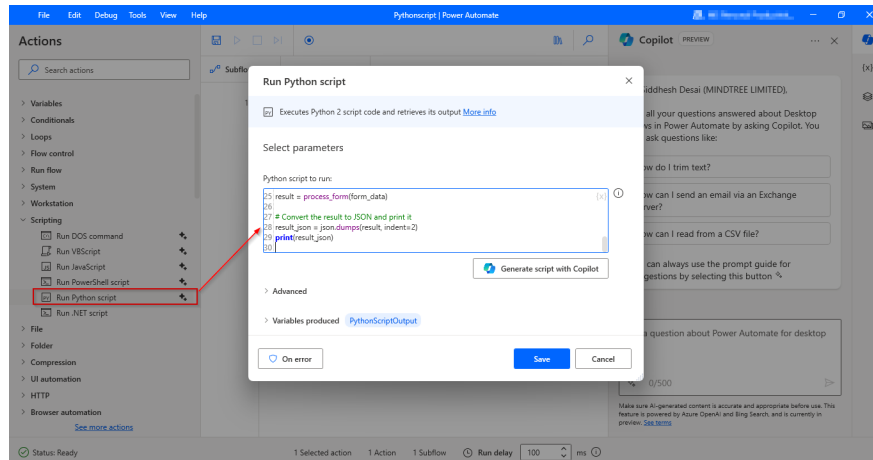 File Edit Debug Tools View Help
Pythonscript | Power Automate
Actions
Search actions
Variables
Conditionals
Loops
Flow control
Run flow
System
Workstation
Scripting
Run DOS command
Run VBScript
Run JavaScript
Run PowerShell script
Run Python script
Run .NET script
File
Folder
Compression
UI automation
HTTP
Browser automation
See more actions
Subflo
1
Run Python script
Executes Python 2 script code and retrieves its output More info
Select parameters
Python script to run:
25 result = process_form(form_data)
{x}
26
27 # Convert the result to JSON and print it
28 result_json = json.dumps(result, indent=2)
29 print(result_json)
30
Generate script with Copilot
Advanced
Variables produced PythonScriptOutput
On error
Save
Cancel
Copilot PREVIEW
Siddhesh Desai (MINDTREE LIMITED),
all your questions answered about Desktop
ws in Power Automate by asking Copilot. You
ask questions like:
ow do I trim text?
ow can I send an email via an Exchange
rver?
ow can I read from a CSV file?
can always use the prompt guide for
gestions by selecting this button
a question about Power Automate for desktop
0/500
Make sure AI-generated content is accurate and appropriate before use. This
feature is powered by Azure OpenAI and Bing Search, and is currently in
preview. See terms
{x}
Status: Ready
1 Selected action 1 Action 1 Subflow Run delay 100 ms